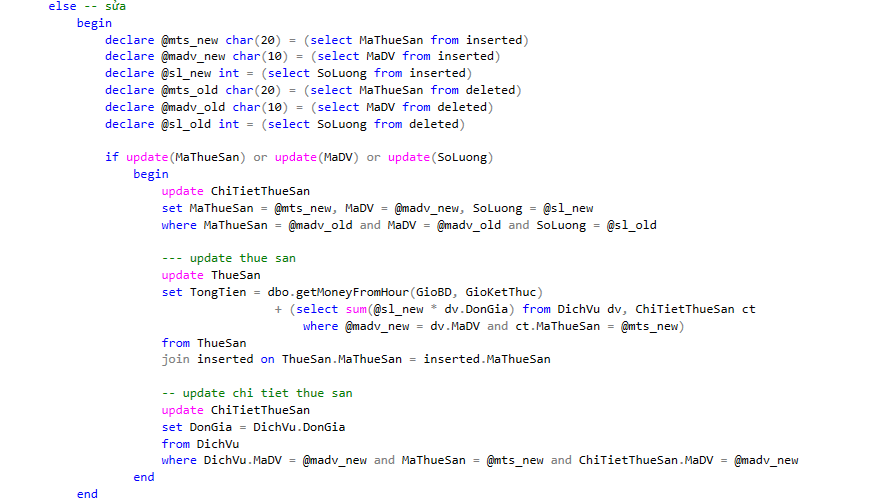 else -- sửa
begin
declare @mts_new char(20) = (select MaThueSan from inserted)
declare @madv_new char(10) = (select MaDV from inserted)
declare @sl_new int = (select SoLuong from inserted)
declare @mts_old char(20) = (select MaThueSan from deleted)
declare @madv_old char(10) = (select MaDV from deleted)
declare @sl_old int = (select SoLuong from deleted)
if update(MaThueSan) or update(MaDV) or update(SoLuong)
begin
update ChiTietThueSan
set MaThueSan = @mts_new, MaDV = @madv_new, SoLuong = @sl_new
where MaThueSan = @madv_old and MaDV = @madv_old and SoLuong = @sl_old
--- update thue san
update ThueSan
set TongTien = dbo.getMoneyFromHour(GioBD, GioKetThuc)
+ (select sum(@sl_new * dv.DonGia) from DichVu dv, ChiTietThueSan ct
where @madv_new = dv.MaDV and ct.MaThueSan = @mts_new)
from ThueSan
join inserted on ThueSan.MaThueSan = inserted.MaThueSan
-- update chi tiet thue san
update ChiTietThueSan
set DonGia = DichVu.DonGia
from DichVu
where DichVu.MaDV = @madv_new and MaThueSan = @mts_new and ChiTietThueSan.MaDV = @madv_new
end
end